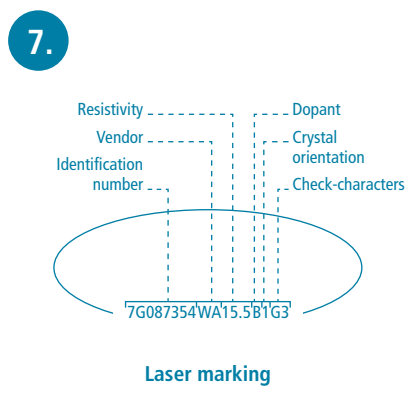 7.
Resistivity
Vendor
Identification
number
Dopant
Crystal
orientation
Check-characters
7G087354WA15.5B1G3
Laser marking